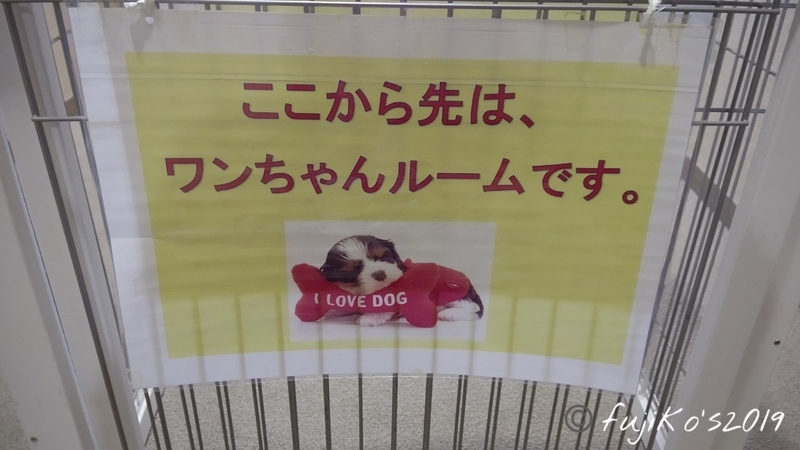 ここから先は、
ワンちゃんルームです。
I LOVE DOG
© fujiKo's2019